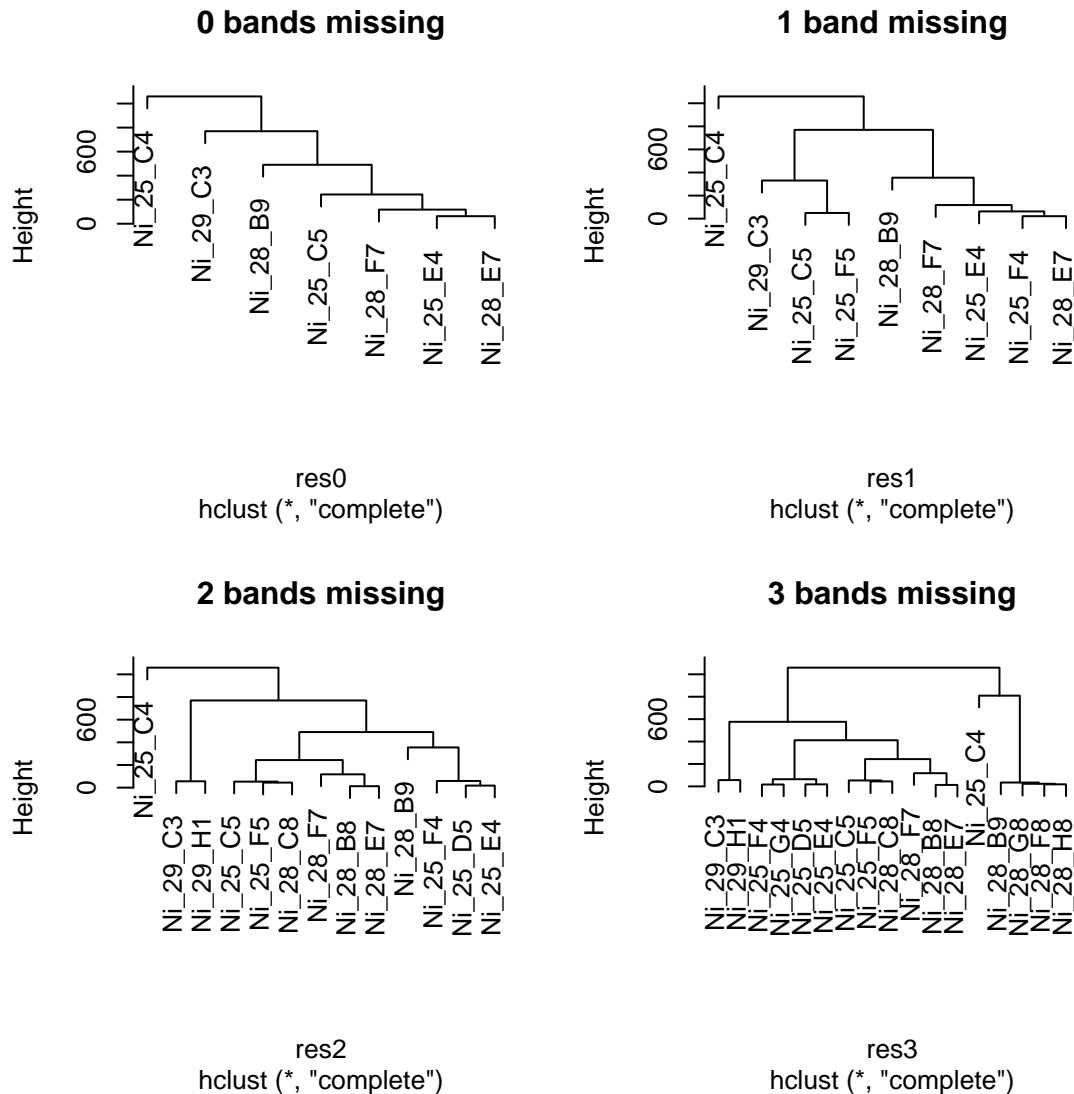 0 bands missing
Height
0
600
Ni_25_C4
Ni_29_C3
Ni_28_B9
Ni_25_C5
Ni_28_F7
Ni_25_E4
Ni_28_E7
res0
hclust (*, "complete")
1 band missing
Height
0
600
Ni_25_C4
Ni_29_C3
Ni_25_C5
Ni_25_F5
Ni_28_B9
Ni_28_F7
Ni_25_E4
Ni_25_F4
Ni_28_E7
res1
hclust (*, "complete")
2 bands missing
Height
0
600
Ni_25_C4
Ni_29_C3
Ni_29_H1
Ni_25_C5
Ni_25_F5
Ni_28_C8
Ni_28_F7
Ni_28_B8
Ni_28_E7
Ni_28_B9
Ni_25_F4
Ni_25_D5
Ni_25_E4
res2
hclust (*, "complete")
3 bands missing
Height
0
600
Ni_29_C3
Ni_29_H1
Ni_25_F4
Ni_25_G4
Ni_25_D5
Ni_25_E4
Ni_25_C5
Ni_25_F5
Ni_28_C8
Ni_28_F7
Ni_28_B8
Ni_28_E7
Ni_25_C4
Ni_28_B9
Ni_28_G8
Ni_28_F8
Ni_28_H8
res3
hclust (*, "complete")